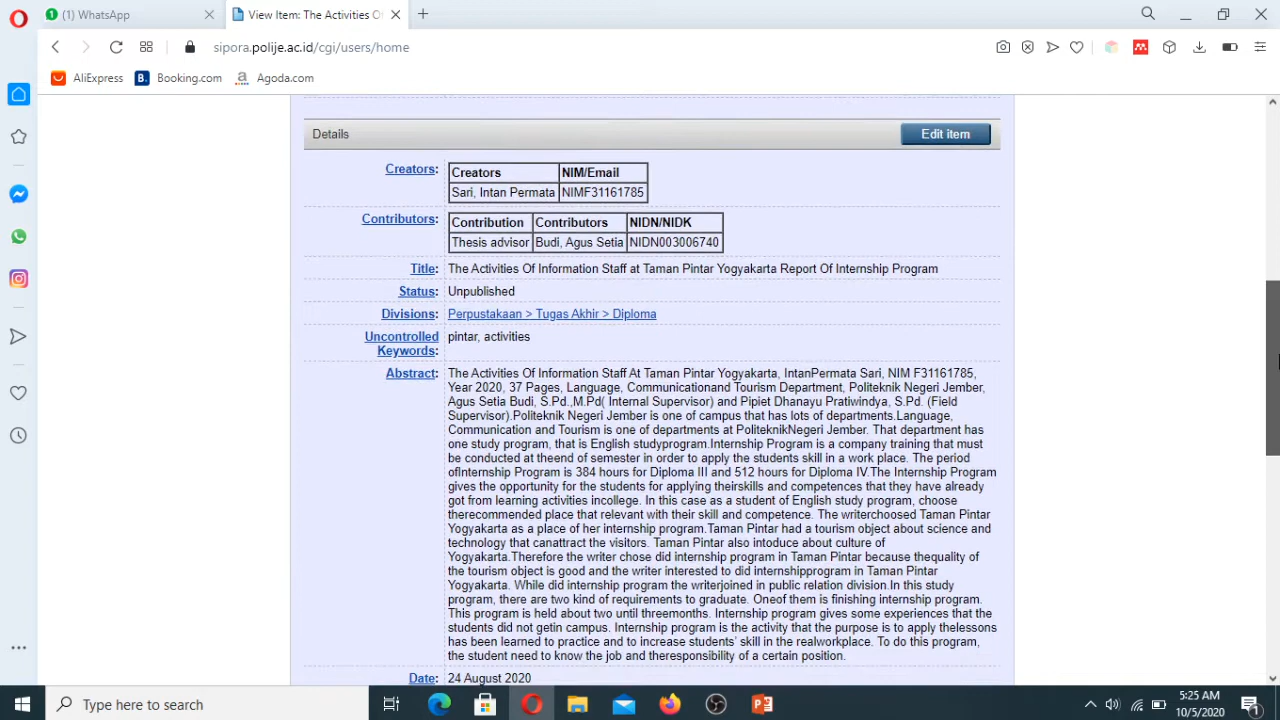 (1) WhatsApp
View Item: The Activities O
sipora.polije.ac.id/cgi/users/home
AliExpress
B. Booking.com
a Agoda.com
Details
Edit item
Creators:
Creators NIM/Email
Sari, Intan Permata NIMF31161785
Contributors:
Contribution Contributors NIDN/NIDK
Thesis advisor Budi, Agus Setia NIDN003006740
Title: The Activities Of Information Staff at Taman Pintar Yogyakarta Report Of Internship Program
Status: Unpublished
Divisions: Perpustakaan > Tugas Akhir > Diploma
Uncontrolled Keywords: pintar, activities
Abstract: The Activities Of Information Staff At Taman Pintar Yogyakarta, IntanPermata Sari, NIM F31161785,
Year 2020, 37 Pages, Language, Communicationand Tourism Department, Politeknik Negeri Jember,
Agus Setia Budi, S.Pd.,M.Pd( Internal Supervisor) and Pipiet Dhanayu Pratiwindya, S.Pd. (Field
Supervisor).Politeknik Negeri Jember is one of campus that has lots of departments.Language,
Communication and Tourism is one of departments at PoliteknikNegeri Jember. That department has
one study program, that is English studyprogram.Internship Program is a company training that must
be conducted at theend of semester in order to apply the students skill in a work place. The period
ofInternship Program is 384 hours for Diploma III and 512 hours for Diploma IV.The Internship Program
gives the opportunity for the students for applying theirskills and competences that they have already
got from learning activities incollege. In this case as a student of English study program, choose
therecommended place that relevant with their skill and competence. The writerchoosed Taman Pintar
Yogyakarta as a place of her internship program.Taman Pintar had a tourism object about science and
technology that canattract the visitors. Taman Pintar also intoduce about culture of
Yogyakarta.Therefore the writer chose did internship program in Taman Pintar because thequality of
the tourism object is good and the writer interested to did internshipprogram in Taman Pintar
Yogyakarta. While did internship program the writerjoined in public relation division.In this study
program, there are two kind of requirements to graduate. Oneof them is finishing internship program.
This program is held about two until threemonths. Internship program gives some experiences that the
students did not getin campus. Internship program is the activity that the purpose is to apply thelessons
has been learned to practice and to increase students' skill in the realworkplace. To do this program,
the student need to know the job and theresponsibility of a certain position.
Date: 24 August 2020
Type here to search
5:25 AM
10/5/2020
1